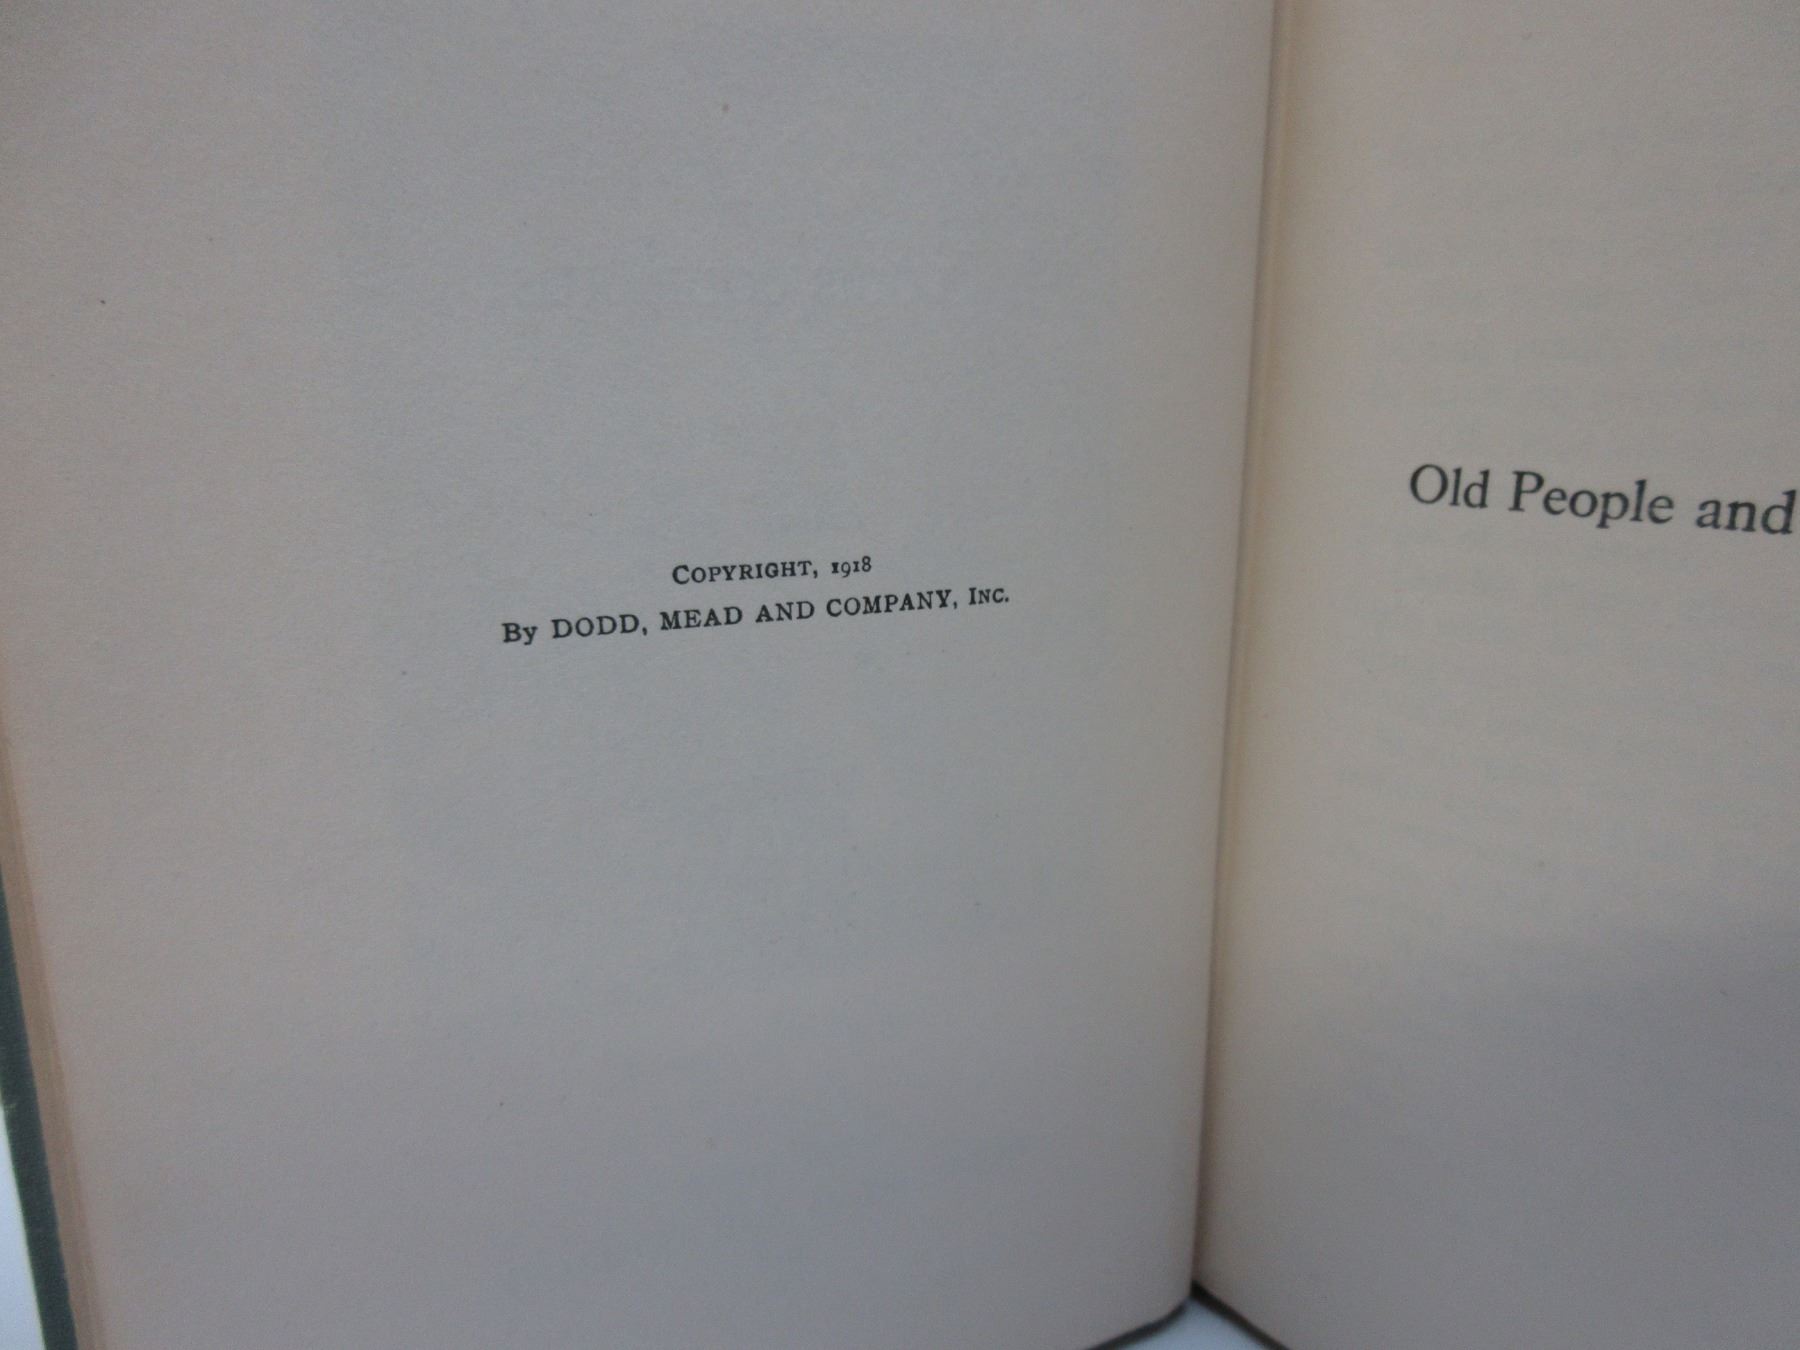 COPYRIGHT, 1918
By DODD, MEAD AND COMPANY, INC.
Old People and